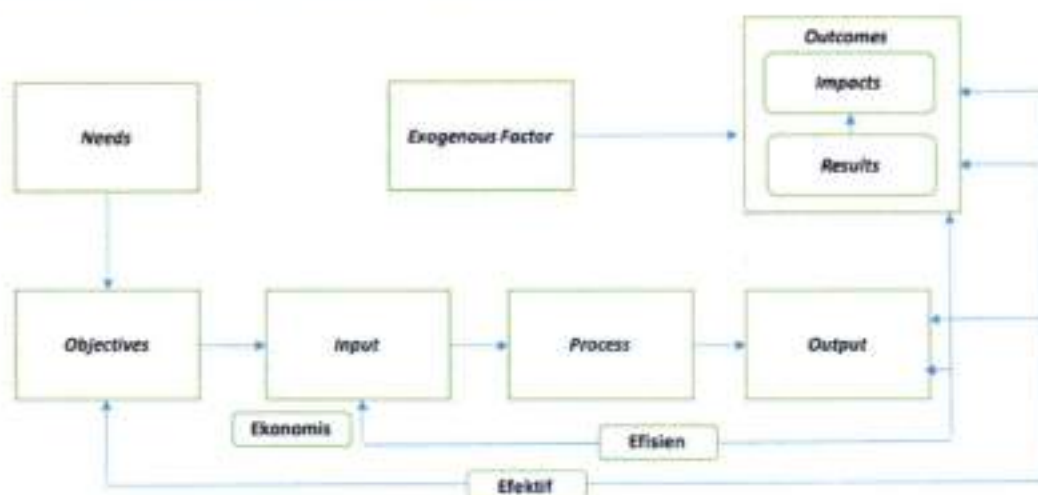 Outcomes
Impacts
Needs
Exogenous Factor
Results
Objectives
Input
Process
Output
Ekonomis
Efisien
Efektif